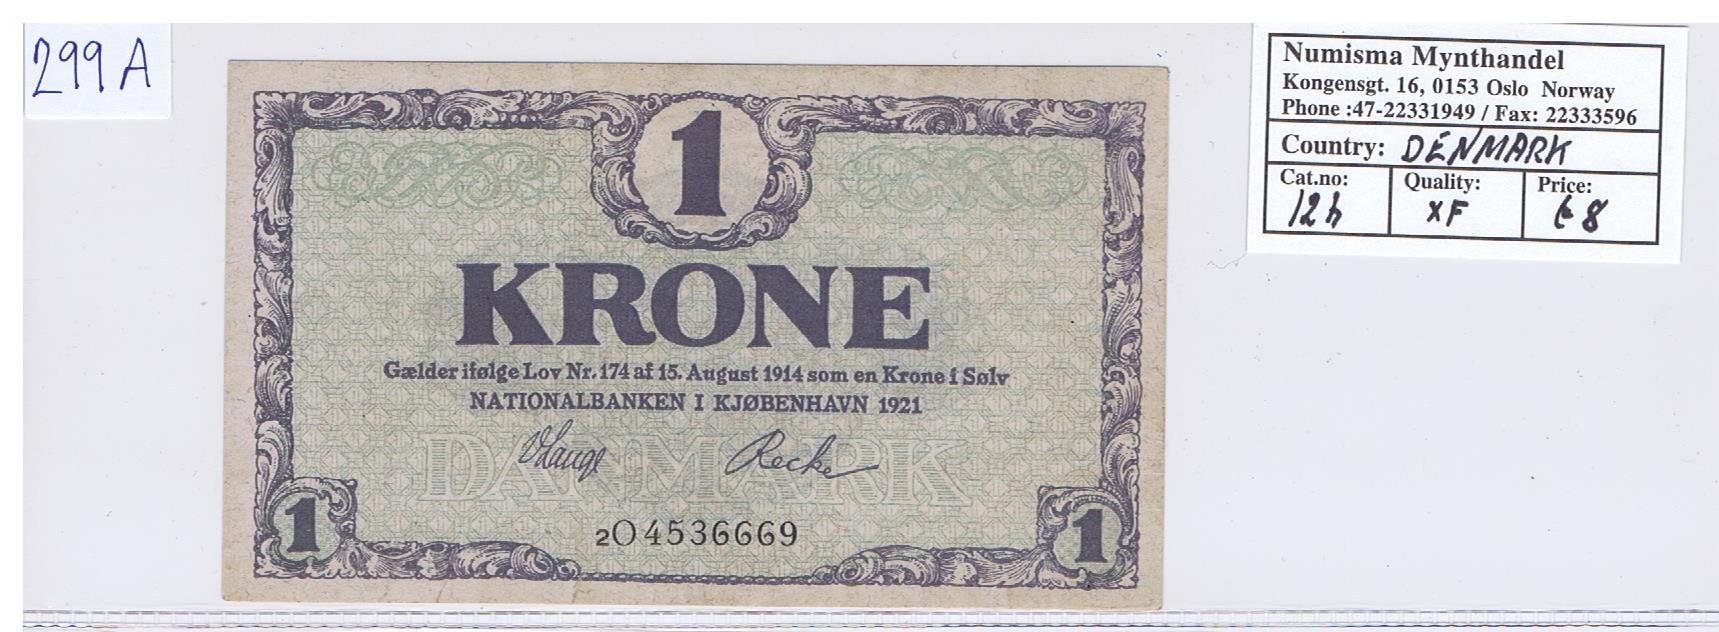 299 A
1
KRONE
Gælder ifølge Lov Nr. 174 af 15. August 1914 som en Krone i Sølv
NATIONALBANKEN I KJØBENHAVN 1921
VLange Recke
DANMARK
1 2O4536669 1
Numisma Mynthandel
Kongensgt. 16, 0153 Oslo Norway
Phone :47-22331949 / Fax: 22333596
Country: DENMARK
Cat.no: Quality: Price:
12h XF € 8